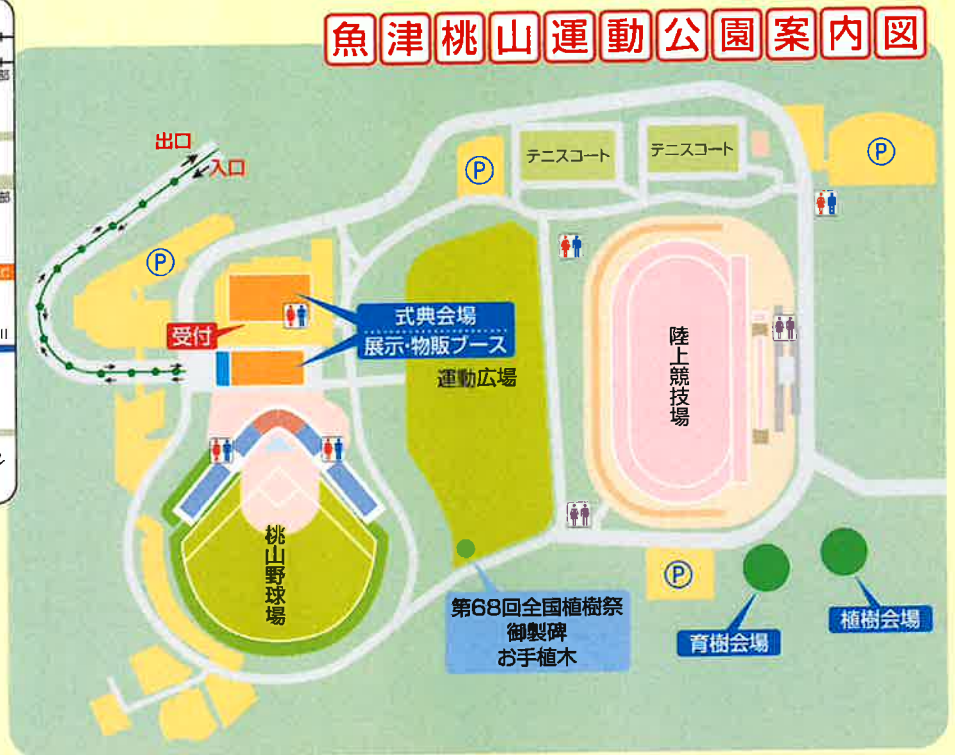 魚津桃山運動公園案内図
出口
入口
P
テニスコート
テニスコート
P
P
式典会場
展示・物販ブース
受付
運動広場
陸上競技場
桃山野球場
第68回全国植樹祭
御製碑
お手植木
P
育樹会場
植樹会場
部
部